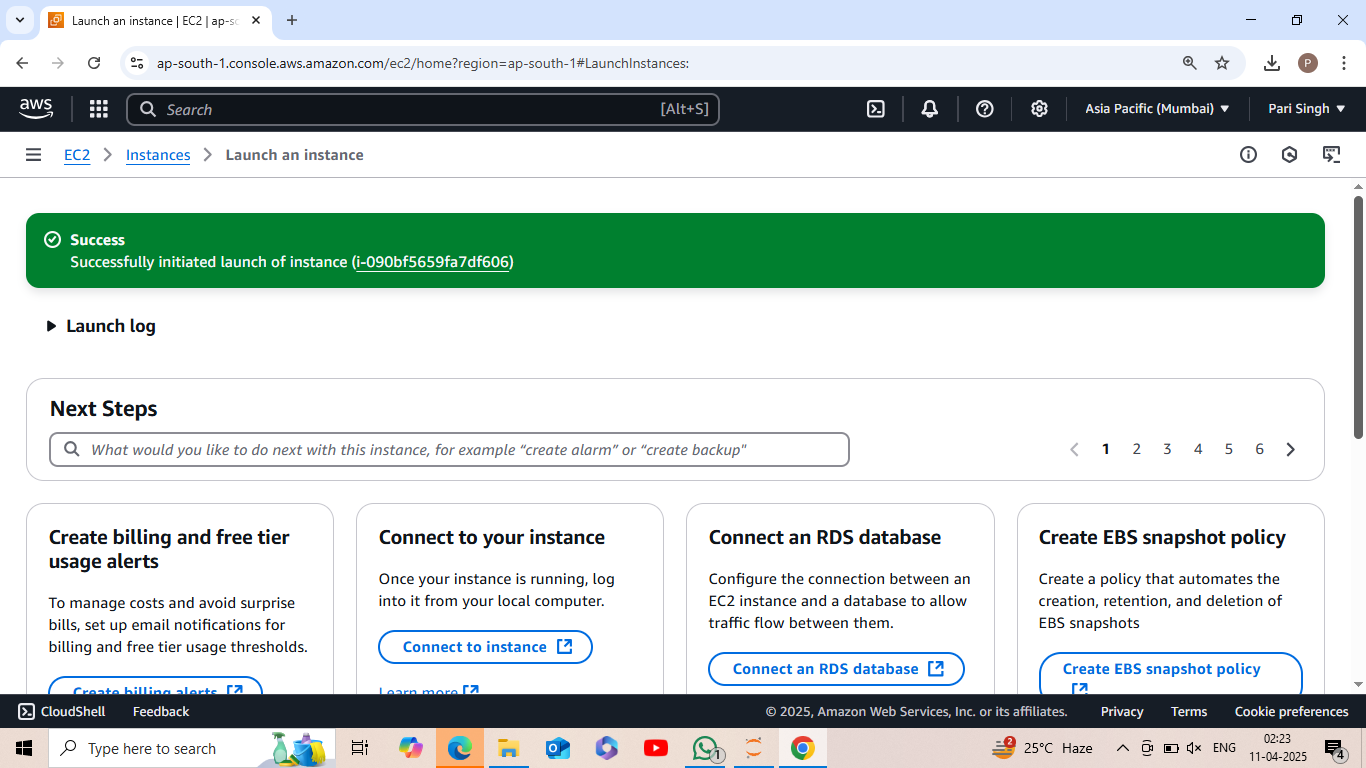 Launch an instance | EC2 | ap-so
ap-south-1.console.aws.amazon.com/ec2/home?region=ap-south-1#LaunchInstances:
P
aws
Search
[Alt+S]
Asia Pacific (Mumbai)
Pari Singh
EC2
Instances
Launch an instance
Success
Successfully initiated launch of instance (i-090bf5659fa7df606)
Launch log
Next Steps
What would you like to do next with this instance, for example “create alarm” or “create backup"
1 2 3 4 5 6
Create billing and free tier
usage alerts
To manage costs and avoid surprise
bills, set up email notifications for
billing and free tier usage thresholds.
Create billing alerts
Connect to your instance
Once your instance is running, log
into it from your local computer.
Connect to instance
Learn more
Connect an RDS database
Configure the connection between an
EC2 instance and a database to allow
traffic flow between them.
Connect an RDS database
Create EBS snapshot policy
Create a policy that automates the
creation, retention, and deletion of
EBS snapshots
Create EBS snapshot policy
CloudShell
Feedback
© 2025, Amazon Web Services, Inc. or its affiliates.
Privacy
Terms
Cookie preferences
Type here to search
1
2
25°C Haze
ENG
02:23
11-04-2025
4